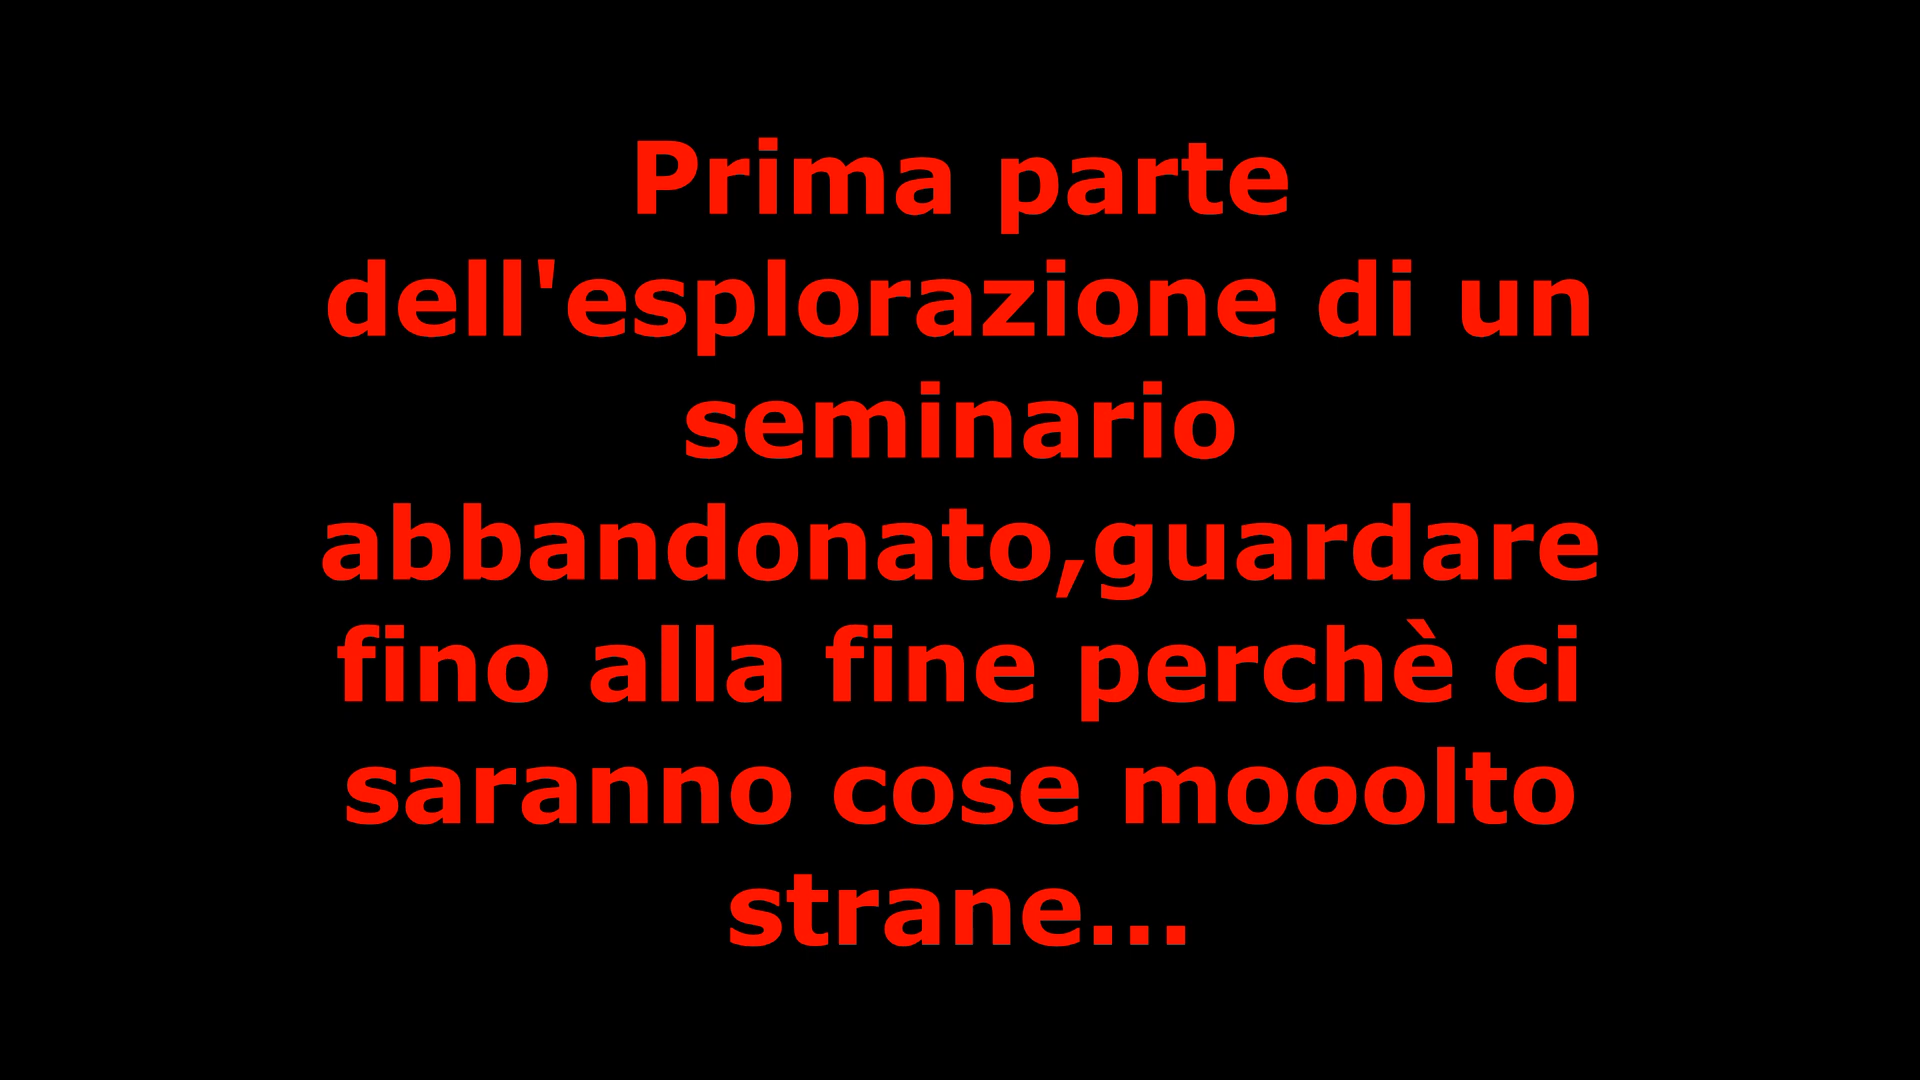 Prima parte
dell'esplorazione di un
seminario
abbandonato,guardare
fino alla fine perchè ci
saranno cose mooolto
strane...